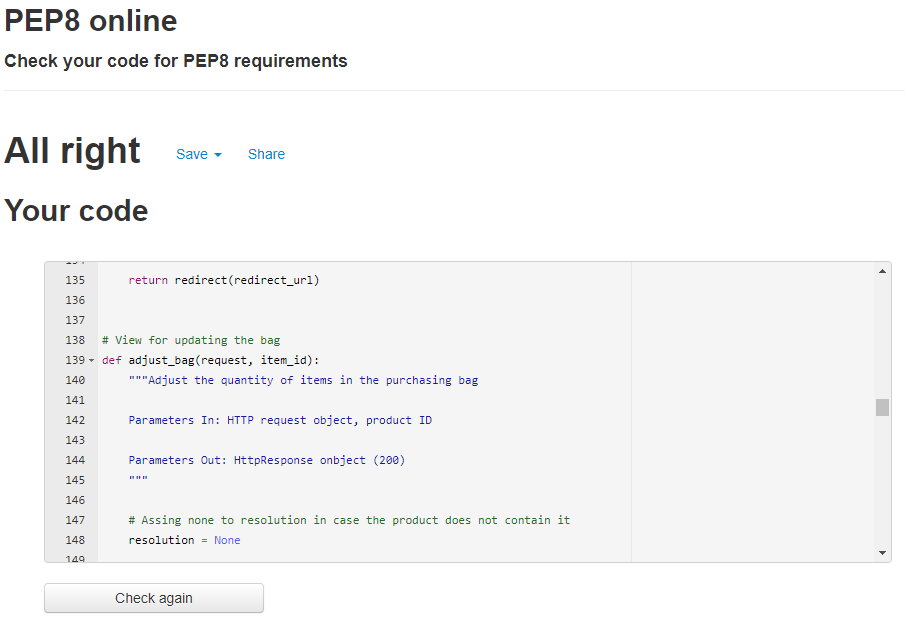 PEP8 online
Check your code for PEP8 requirements
All right Save Share
Your code
134
135 return redirect(redirect_url)
136
137
138 # View for updating the bag
139 def adjust_bag(request, item_id):
140 """Adjust the quantity of items in the purchasing bag
141
142 Parameters In: HTTP request object, product ID
143
144 Parameters Out: HttpResponse onbject (200)
145 """
146
147 # Assing none to resolution in case the product does not contain it
148 resolution = None
149
Check again